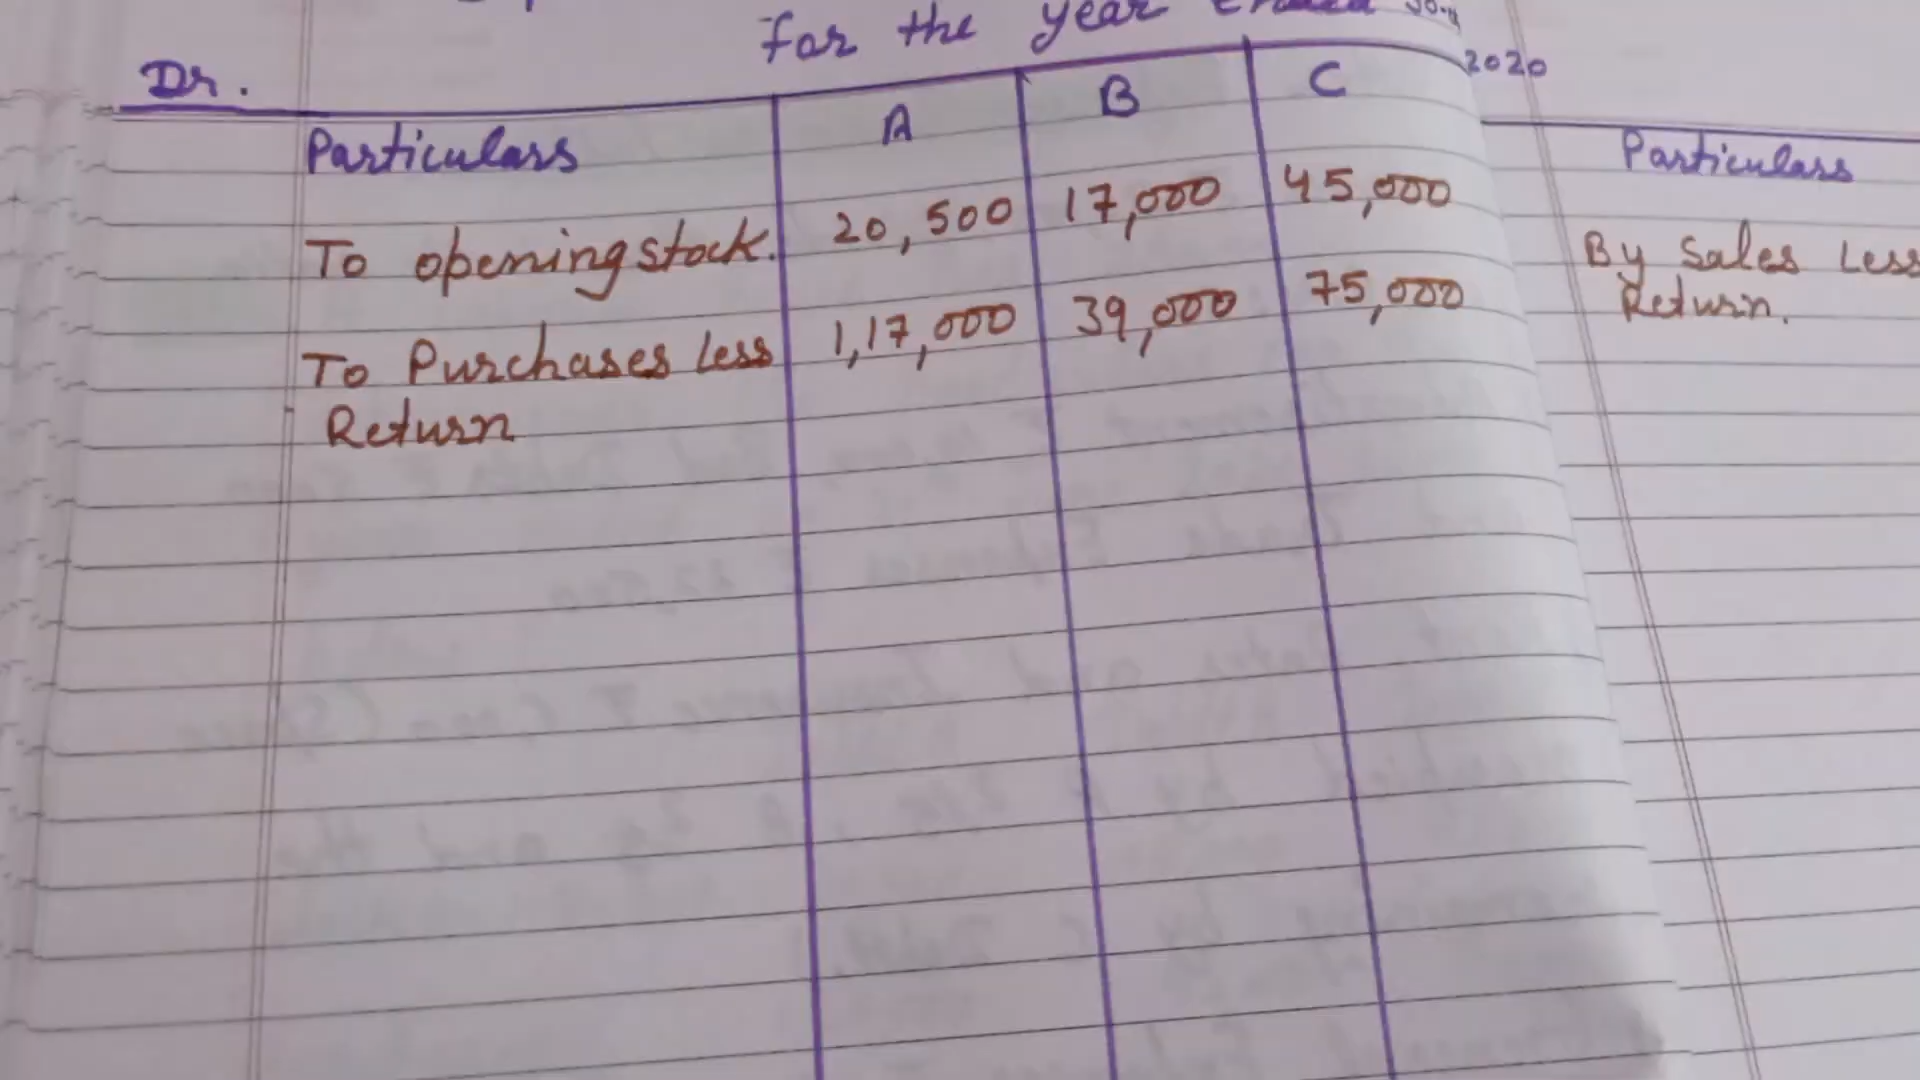 for the year ended
2020
Dr.
Particulars A B C
To opening stock. 20,500 17,000 45,000
To Purchases Less 1,17,000 39,000 75,000
Return
Particulars
By Sales Less
Return.